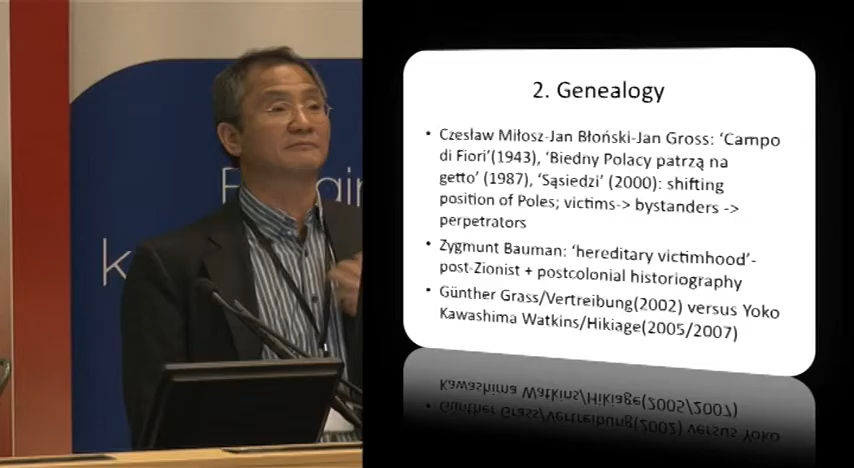 k
2. Genealogy
• Czesław Miłosz-Jan Błoński-Jan Gross: ‘Campo
di Fiori’(1943), ‘Biedny Polacy patrzą na
getto’ (1987), ‘Sąsiedzi’ (2000): shifting
position of Poles; victims-> bystanders ->
perpetrators
• Zygmunt Bauman: ‘hereditary victimhood’-
post-Zionist + postcolonial historiography
• Günther Grass/Vertreibung(2002) versus Yoko
Kawashima Watkins/Hikiage(2005/2007)